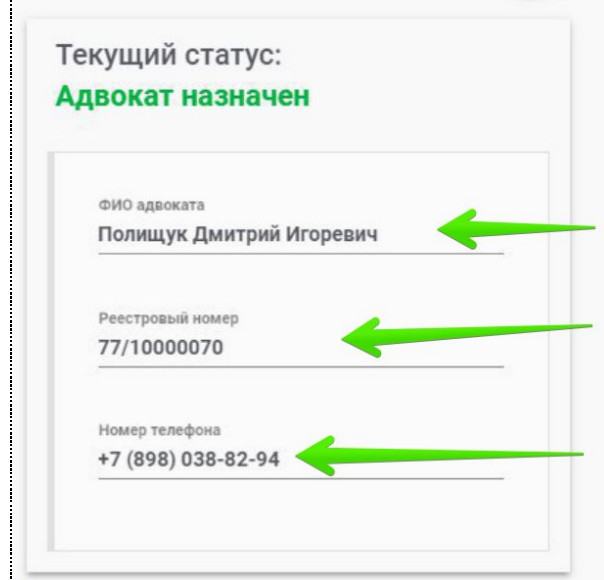 Текущий статус:
Адвокат назначен
ФИО адвоката
Полищук Дмитрий Игоревич
Реестровый номер
77/10000070
Номер телефона
+7 (898) 038-82-94